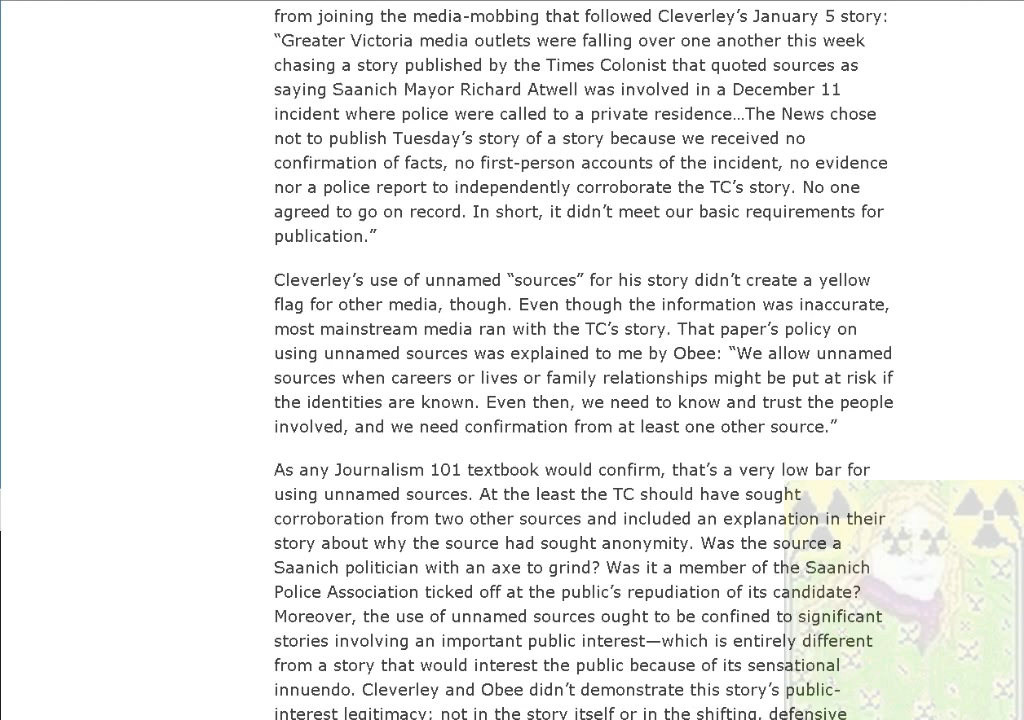 from joining the media-mobbing that followed Cleverley’s January 5 story:
“Greater Victoria media outlets were falling over one another this week
chasing a story published by the Times Colonist that quoted sources as
saying Saanich Mayor Richard Atwell was involved in a December 11
incident where police were called to a private residence…The News chose
not to publish Tuesday’s story of a story because we received no
confirmation of facts, no first-person accounts of the incident, no evidence
nor a police report to independently corroborate the TC’s story. No one
agreed to go on record. In short, it didn’t meet our basic requirements for
publication.”
Cleverley’s use of unnamed “sources” for his story didn’t create a yellow
flag for other media, though. Even though the information was inaccurate,
most mainstream media ran with the TC’s story. That paper’s policy on
using unnamed sources was explained to me by Obee: “We allow unnamed
sources when careers or lives or family relationships might be put at risk if
the identities are known. Even then, we need to know and trust the people
involved, and we need confirmation from at least one other source.”
As any Journalism 101 textbook would confirm, that’s a very low bar for
using unnamed sources. At the least the TC should have sought
corroboration from two other sources and included an explanation in their
story about why the source had sought anonymity. Was the source a
Saanich politician with an axe to grind? Was it a member of the Saanich
Police Association ticked off at the public’s repudiation of its candidate?
Moreover, the use of unnamed sources ought to be confined to significant
stories involving an important public interest—which is entirely different
from a story that would interest the public because of its sensational
innuendo. Cleverley and Obee didn’t demonstrate this story’s public-
interest legitimacy: not in the story itself or in the shifting, defensive